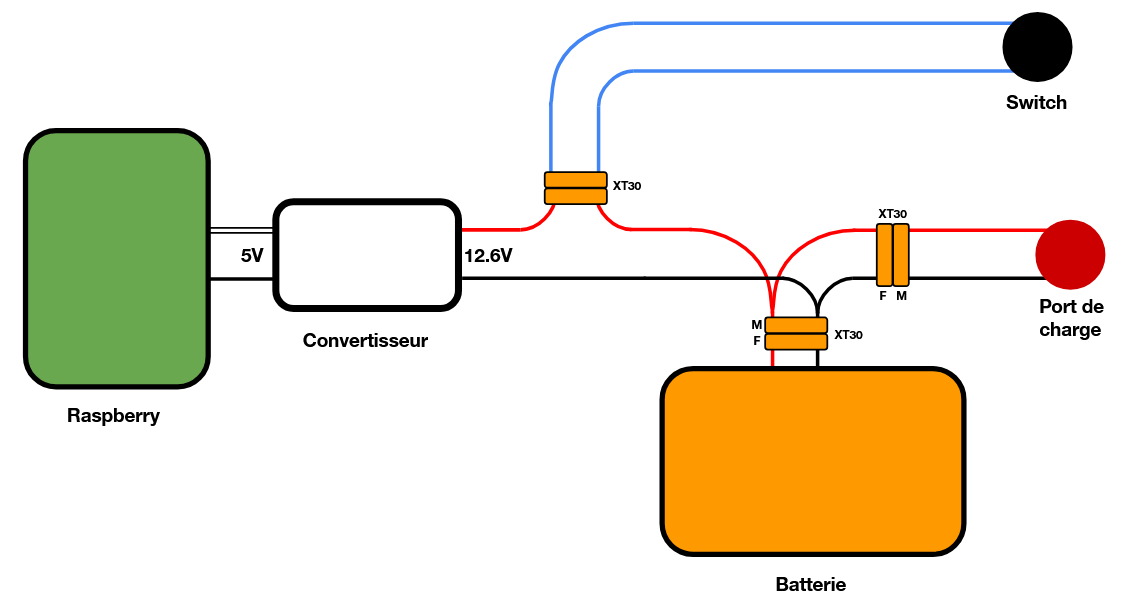 Switch
XT30
XT30
5V
12.6V
F M
Port de
charge
M
F
XT30
Convertisseur
Raspberry
Batterie